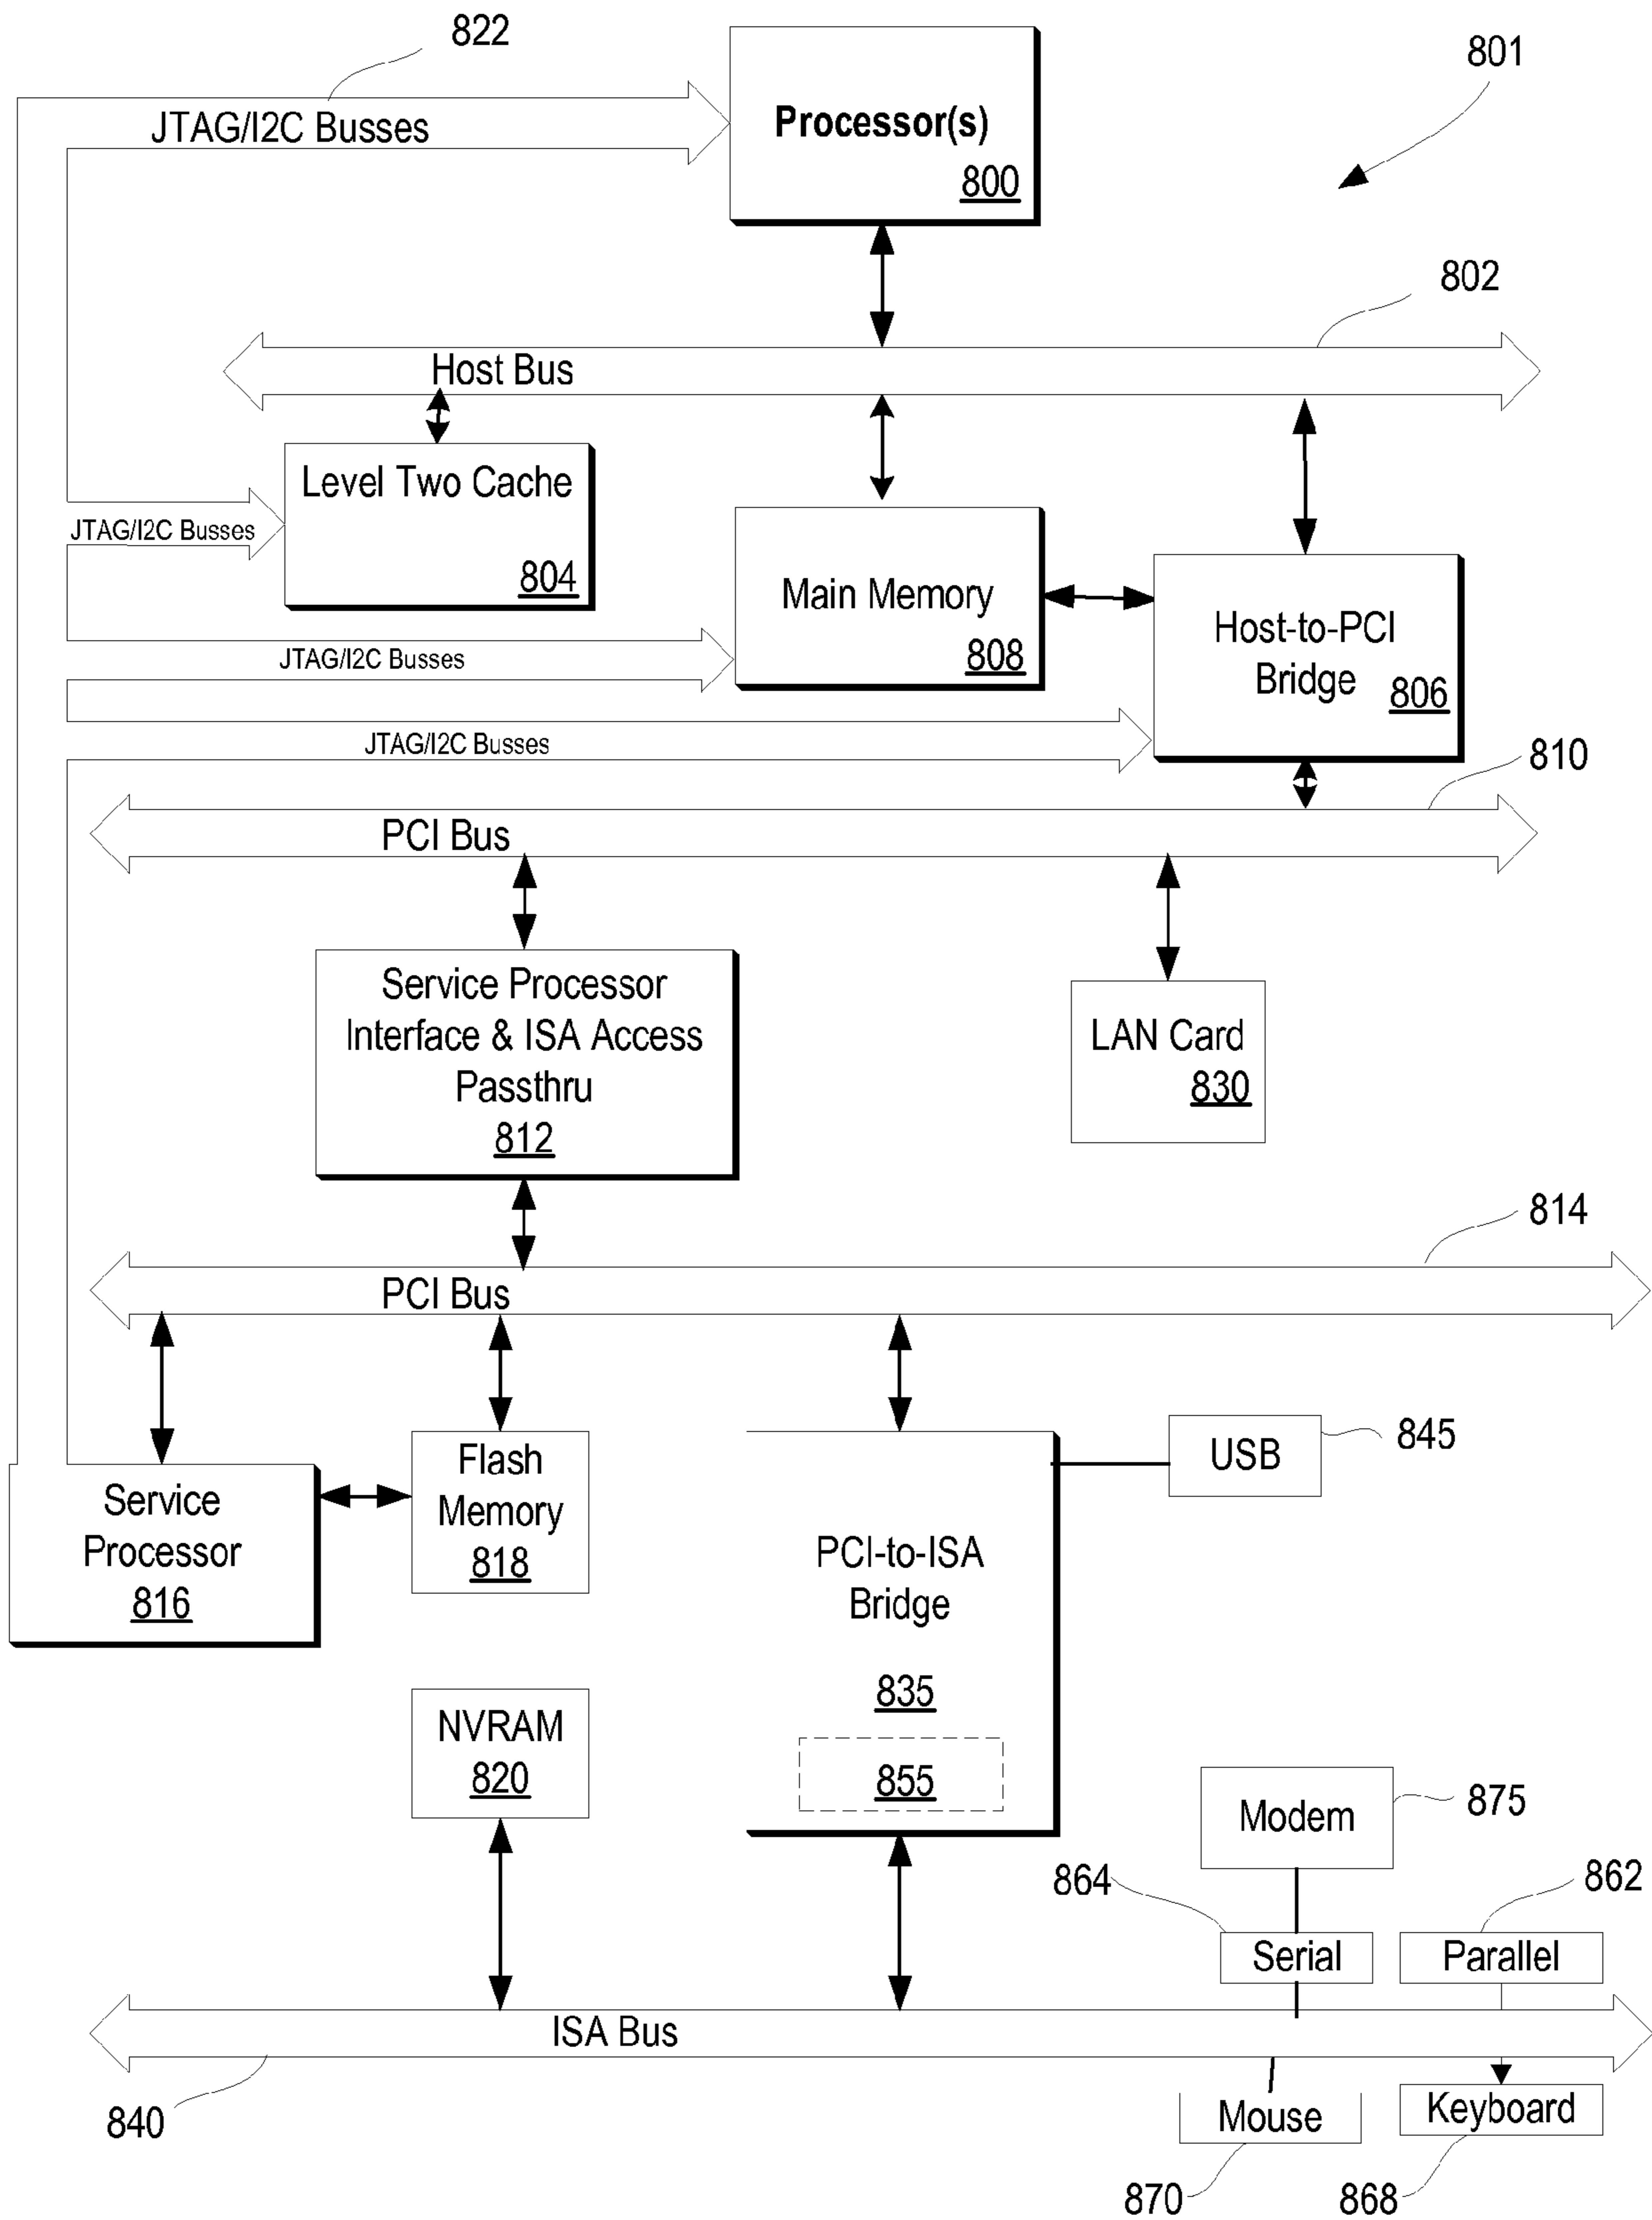 822
801
JTAG/I2C Busses
Processor(s)
800
802
Host Bus
Level Two Cache
804
JTAG/I2C Busses
Main Memory
808
Host-to-PCI
Bridge
806
JTAG/I2C Busses
JTAG/I2C Busses
810
PCI Bus
Service Processor
Interface & ISA Access
Passthru
812
LAN Card
830
814
PCI Bus
Service
Processor
816
Flash
Memory
818
PCI-to-ISA
Bridge
835
855
USB
845
NVRAM
820
Modem
875
864
862
Serial
Parallel
ISA Bus
840
Mouse
Keyboard
870
868